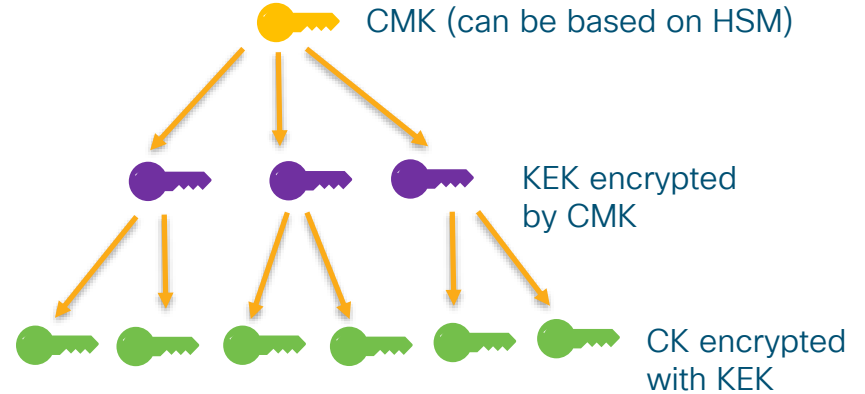 CMK (can be based on HSM)
KEK encrypted
by CMK
CK encrypted
with KEK